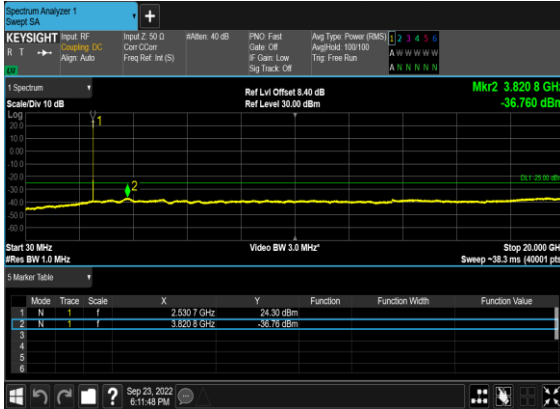 Spectrum Analyzer 1
Swept SA
+
KEYSIGHT Input: RF Input Z: 50 Ω #Atten: 40 dB PNO: Fast Avg Type: Power (RMS) 1 2 3 4 5 6
R T Coupling: DC Corr CCorr Gate: Off Avg|Hold: 100/100 A W W W W W
Align: Auto Freq Ref: Int (S) IF Gain: Low Trig: Free Run
Sig Track: Off A N N N N N
1 Spectrum
Ref Lvl Offset 8.40 dB Mkr2 3.820 8 GHz
Scale/Div 10 dB Ref Level 30.00 dBm -36.760 dBm
Log
20.0
10.0
0.00
-10.0
-20.0
-30.0
-40.0
-50.0
-60.0
1
2
DL1 -25.00 dBm
Start 30 MHz Video BW 3.0 MHz* Stop 20.000 GH
#Res BW 1.0 MHz Sweep ~38.3 ms (40001 pts
5 Marker Table
Mode Trace Scale X Y Function Function Width Function Value
1 N 1 f 2.530 7 GHz 24.30 dBm
2 N 1 f 3.820 8 GHz -36.76 dBm
3
4
5
6
? Sep 23, 2022
6:11:48 PM